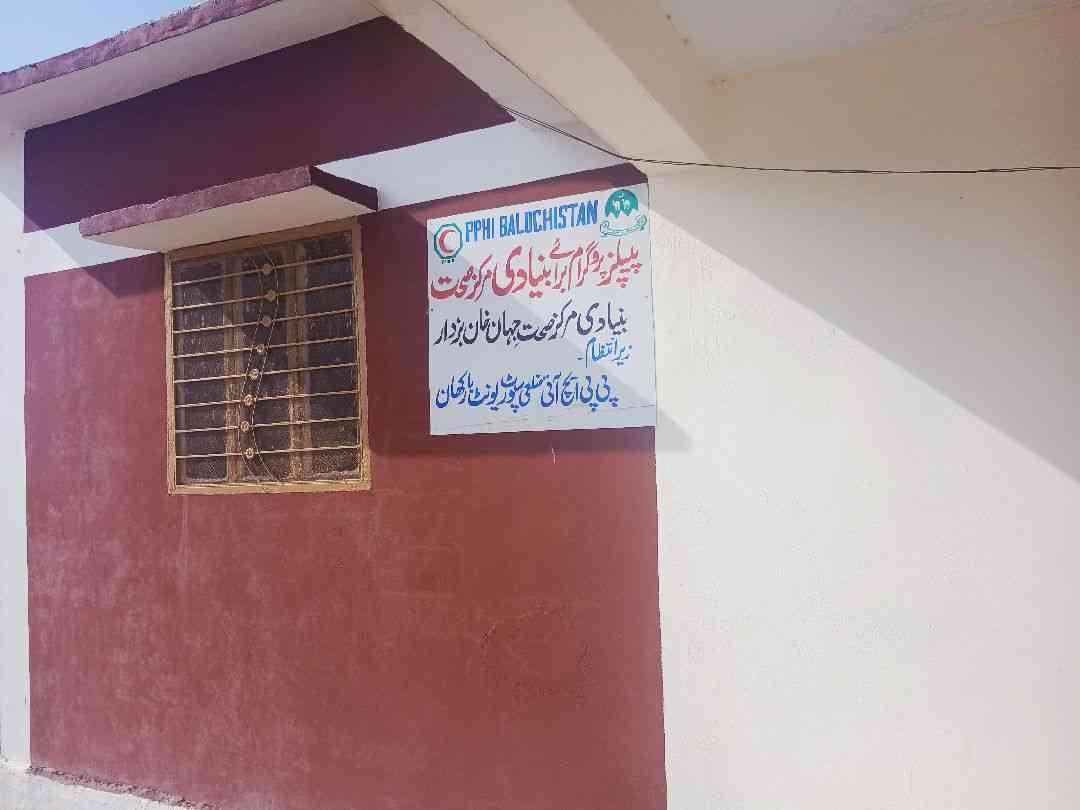 PPHI BALOCHISTAN
پیپلز پروگرام برائے بنیادی مرکز صحت
بنیادی مرکز صحت جہان خان بزدار
زیر انتظام۔
پی پی ایچ آئی ضلعی سپورٹ یونٹ بارکھان